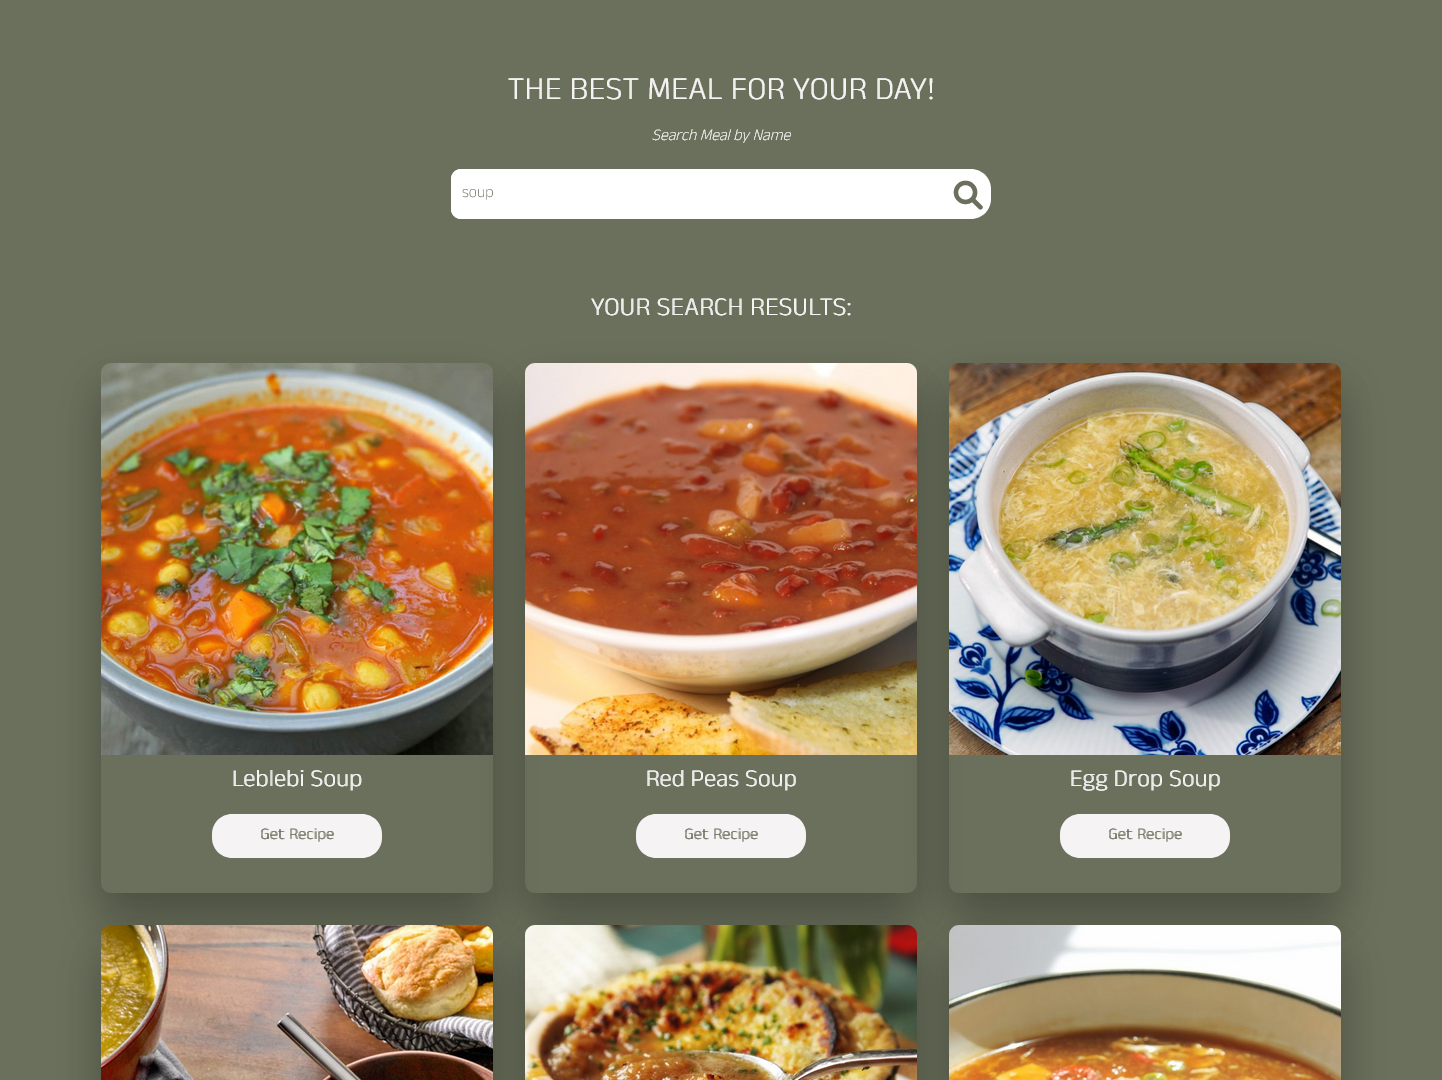 THE BEST MEAL FOR YOUR DAY!
Search Meal by Name
soup
YOUR SEARCH RESULTS:
Leblebi Soup
Red Peas Soup
Egg Drop Soup
Get Recipe
Get Recipe
Get Recipe